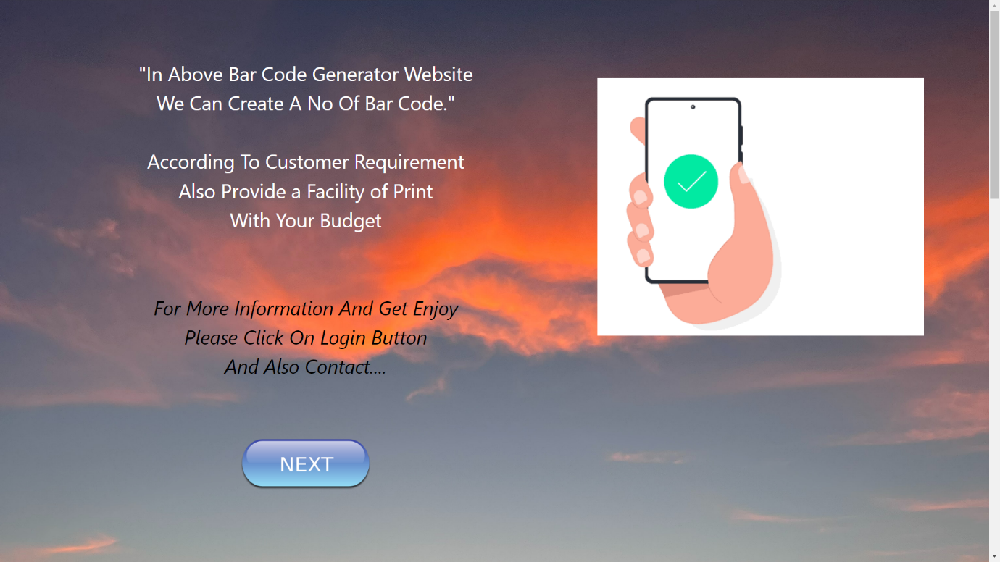 "In Above Bar Code Generator Website
We Can Create A No Of Bar Code."
According To Customer Requirement
Also Provide a Facility of Print
With Your Budget
For More Information And Get Enjoy
Please Click On Login Button
And Also Contact....
NEXT